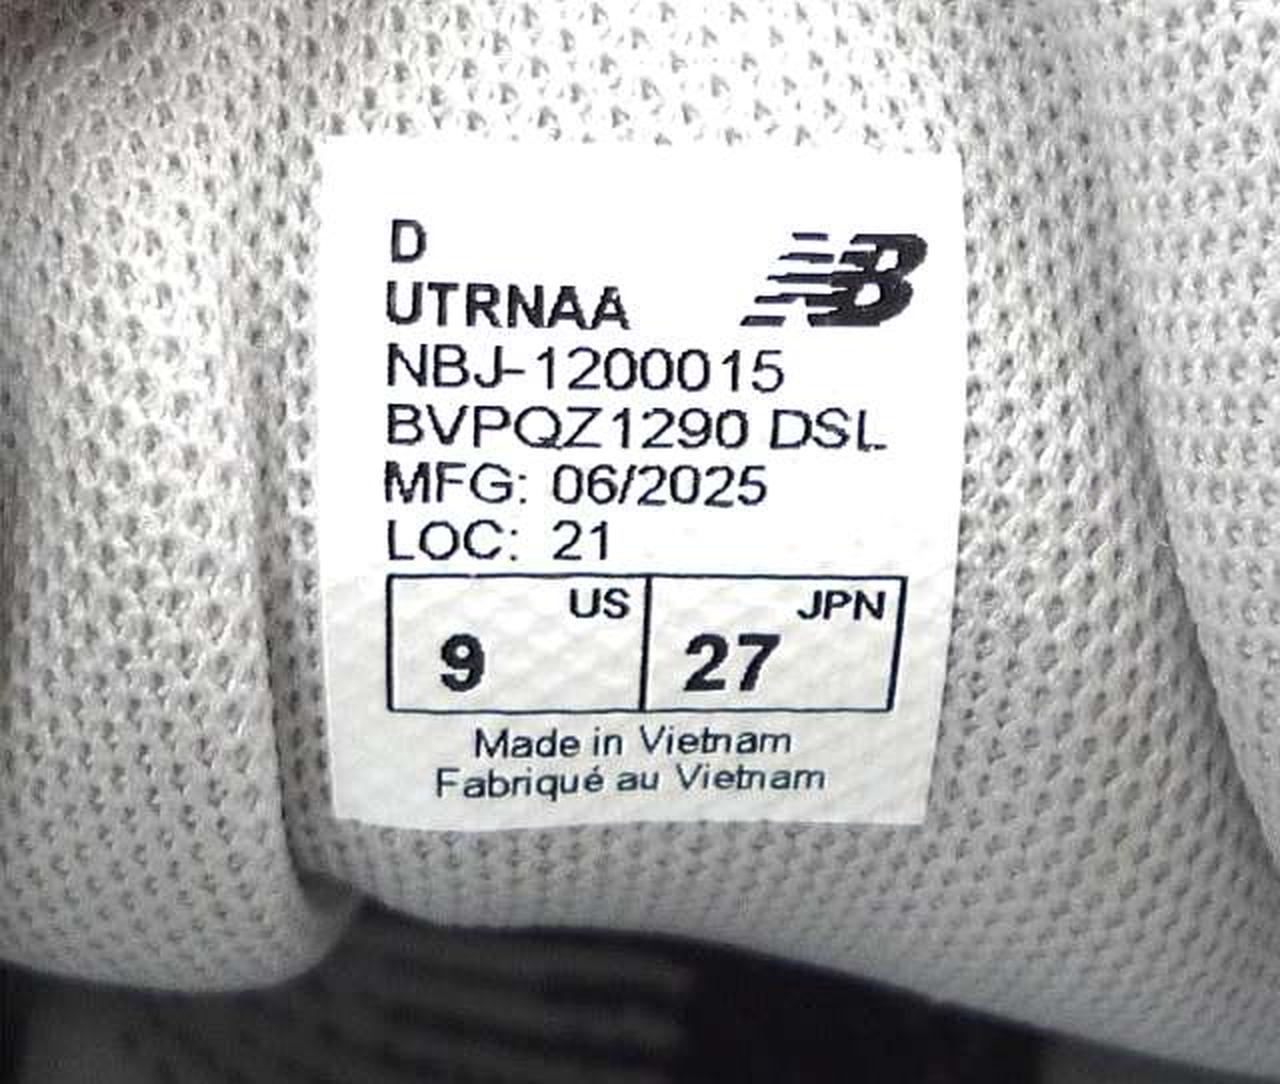 D
NB
UTRNAA
NBJ-1200015
BVPQZ1290 DSL
MFG: 06/2025
LOC: 21
US JPN
9 27
Made in Vietnam
Fabriqué au Vietnam